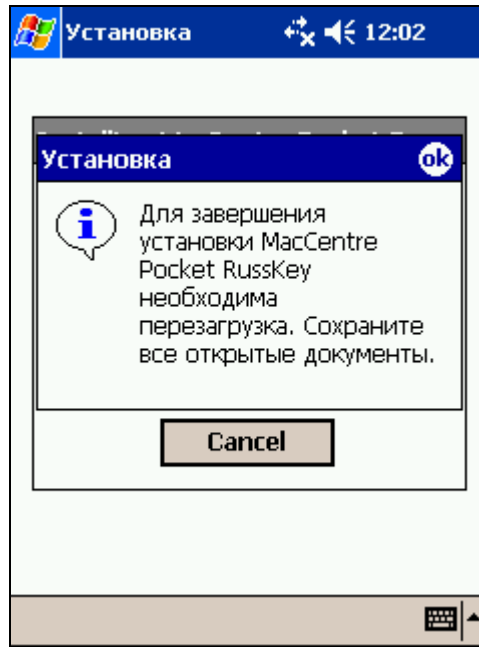 Установка 12:02
Установка ok
Для завершения
установки MacCentre
Pocket RussKey
необходима
перезагрузка. Сохраните
все открытые документы.
Cancel